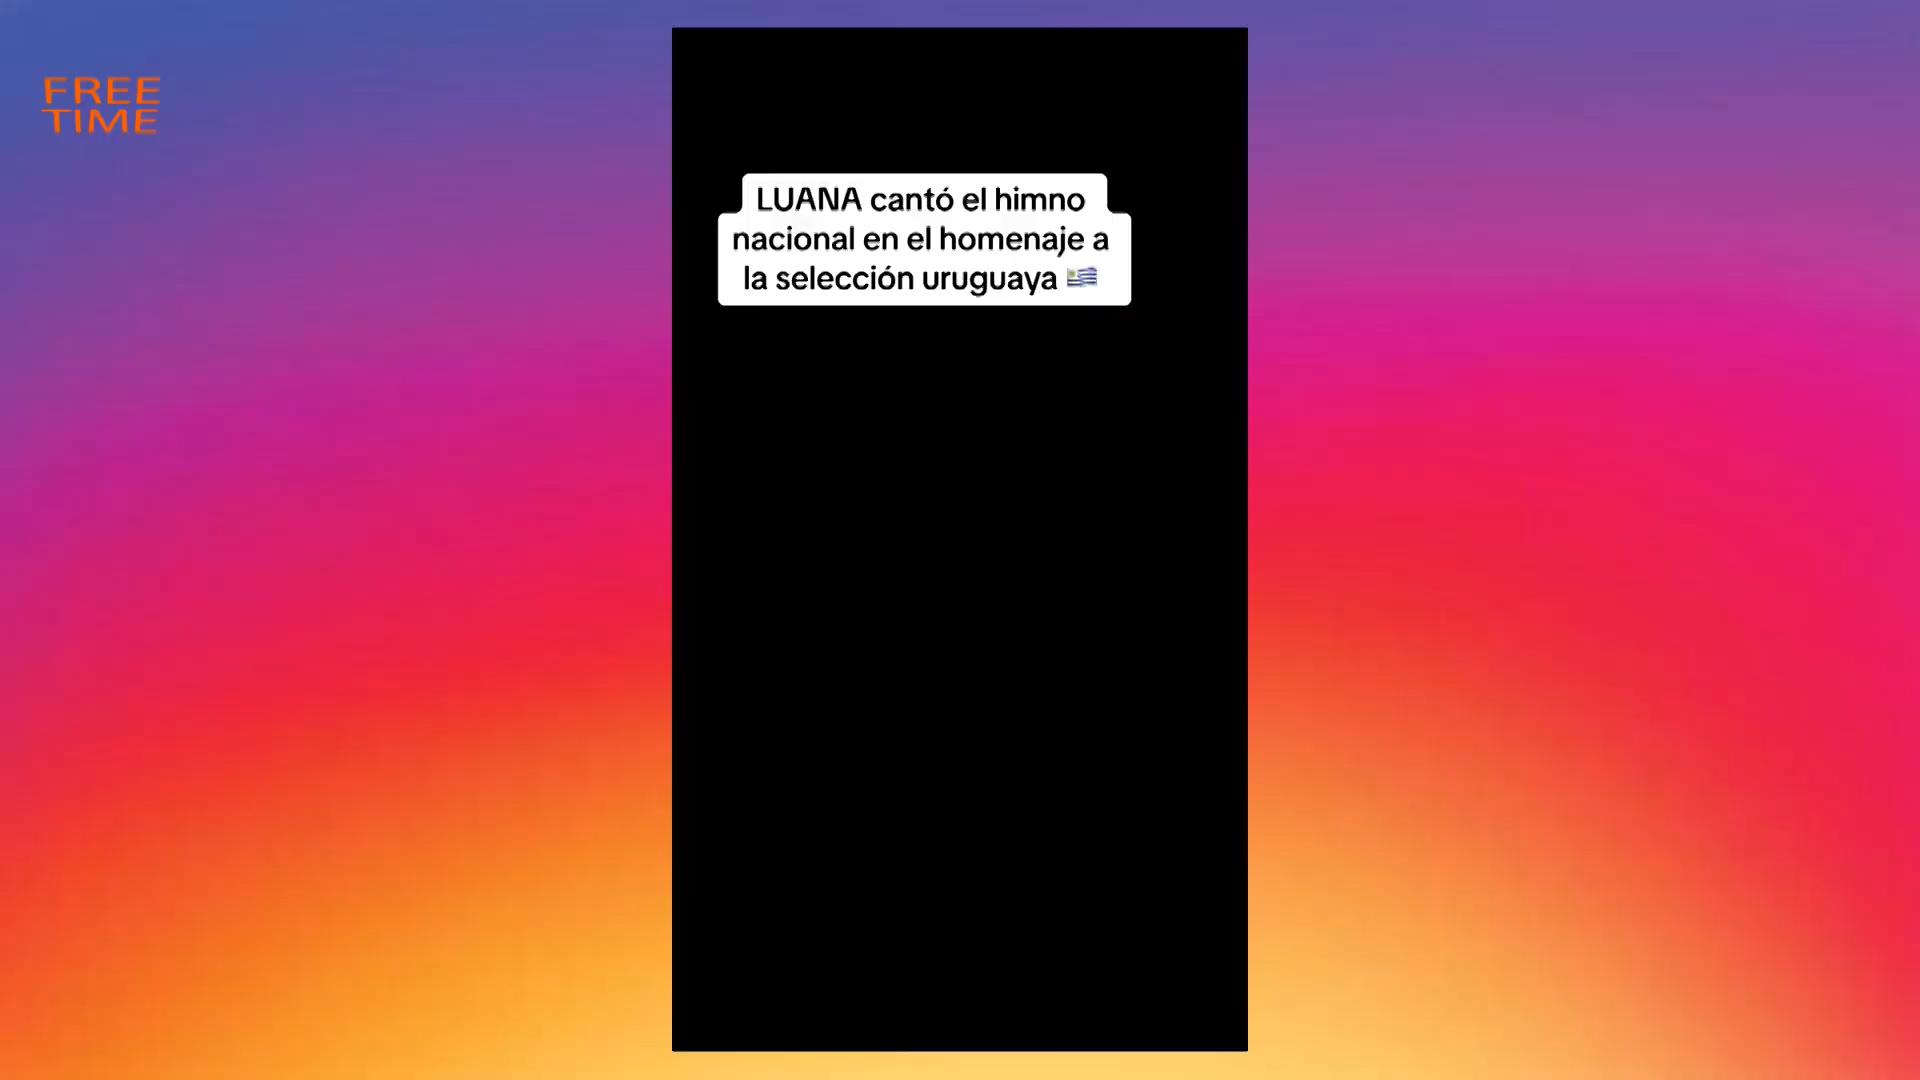 FREE
TIME
LUANA cantó el himno
nacional en el homenaje a
la selección uruguaya 🇺🇾